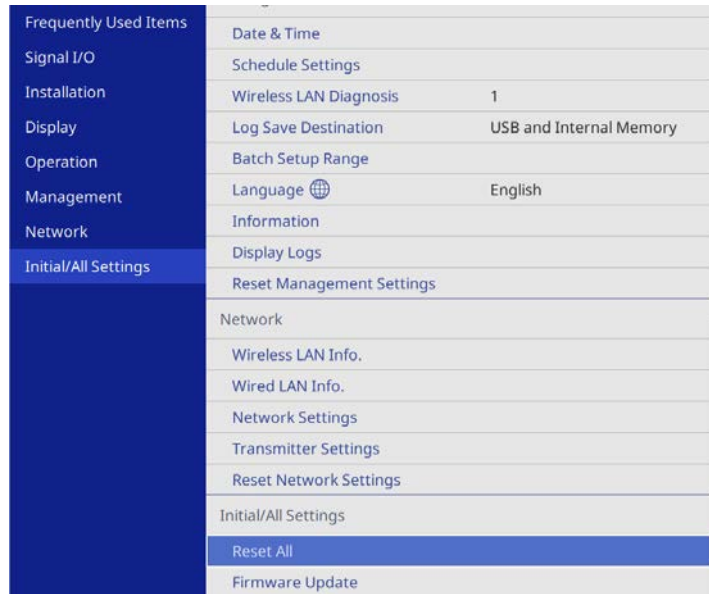 Frequently Used Items
Signal I/O
Installation
Display
Operation
Management
Network
Initial/All Settings
Date & Time
Schedule Settings
Wireless LAN Diagnosis 1
Log Save Destination USB and Internal Memory
Batch Setup Range
Language English
Information
Display Logs
Reset Management Settings
Network
Wireless LAN Info.
Wired LAN Info.
Network Settings
Transmitter Settings
Reset Network Settings
Initial/All Settings
Reset All
Firmware Update